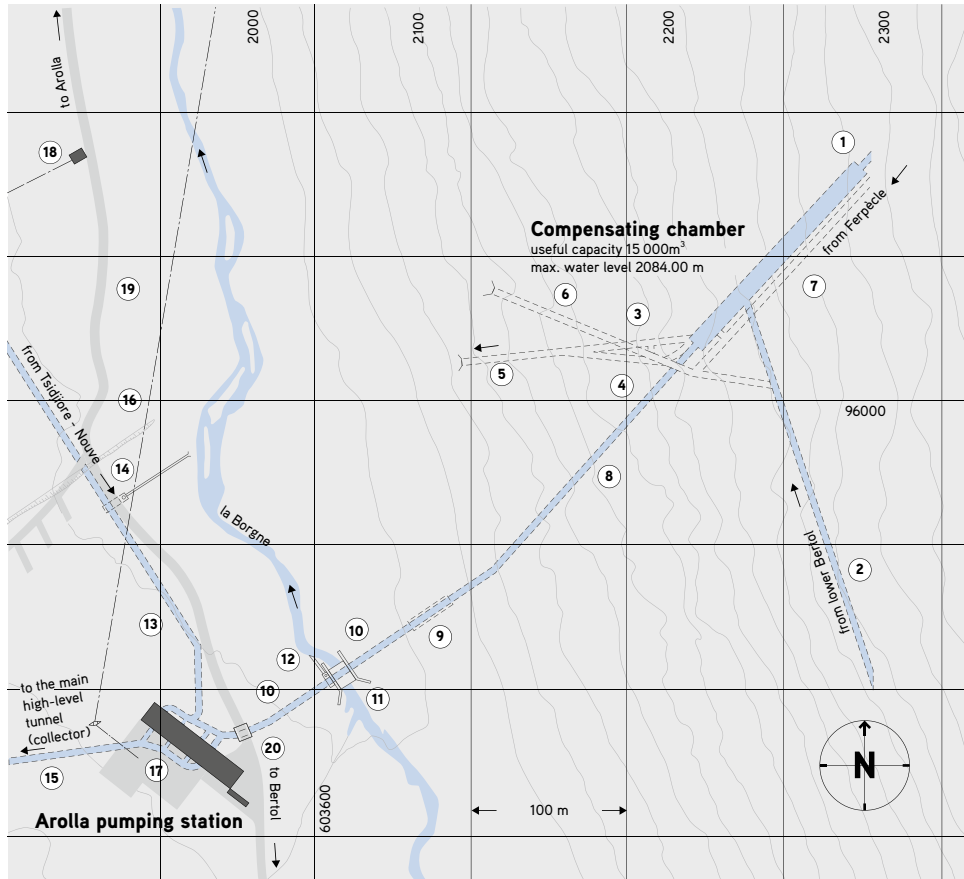 2000
2100
2200
2300
to Arolla
18
1
from Ferpècle
Compensating chamber
useful capacity 15 000m³
max. water level 2084.00 m
6
7
19
3
5
4
from Tsidjiore - Nouve
16
96000
14
8
la Borgne
from lower Bertol
2
13
10
9
12
10
11
to the main
high-level
tunnel
(collector)
20
15
17
to Bertol
603600
100 m
N
Arolla pumping station